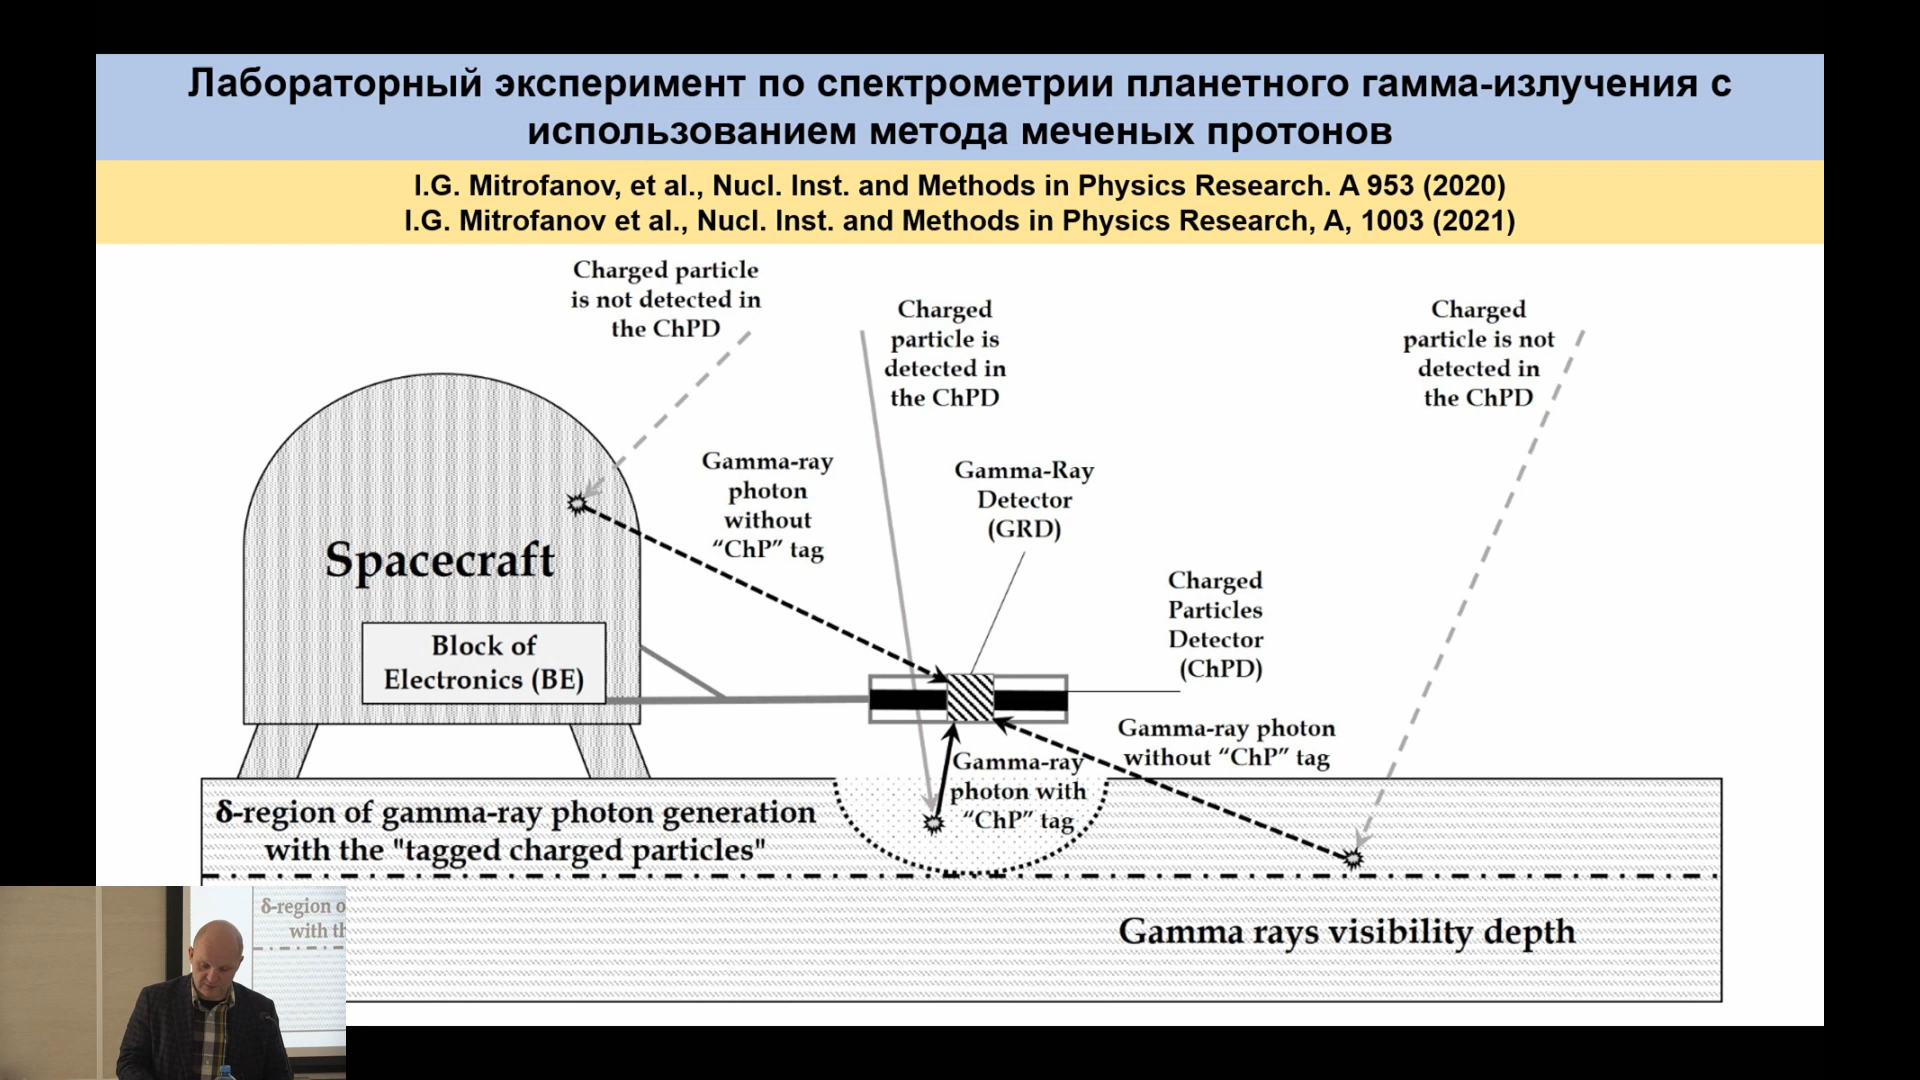 Лабораторный эксперимент по спектрометрии планетного гамма-излучения с
использованием метода меченых протонов
I.G. Mitrofanov, et al., Nucl. Inst. and Methods in Physics Research. A 953 (2020)
I.G. Mitrofanov et al., Nucl. Inst. and Methods in Physics Research, A, 1003 (2021)
Charged particle
is not detected in
the ChPD
Charged
particle is
detected in
the ChPD
Charged
particle is not
detected in
the ChPD
Gamma-ray
photon
without
“ChP” tag
Gamma-Ray
Detector
(GRD)
Spacecraft
Charged
Particles
Detector
(ChPD)
Block of
Electronics (BE)
Gamma-ray photon
without “ChP” tag
Gamma-ray
photon with
“ChP” tag
δ-region of gamma-ray photon generation
with the "tagged charged particles"
Gamma rays visibility depth
δ-region o
with th